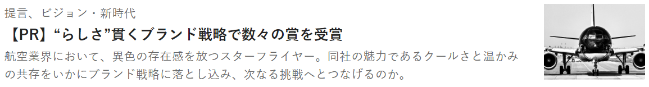 提言、ビジョン・新時代
【PR】“らしさ”貫くブランド戦略で数々の賞を受賞
航空業界において、異色の存在感を放つスターフライヤー。同社の魅力であるクールさと温かみ
の共存をいかにブランド戦略に落とし込み、次なる挑戦へとつなげるのか。